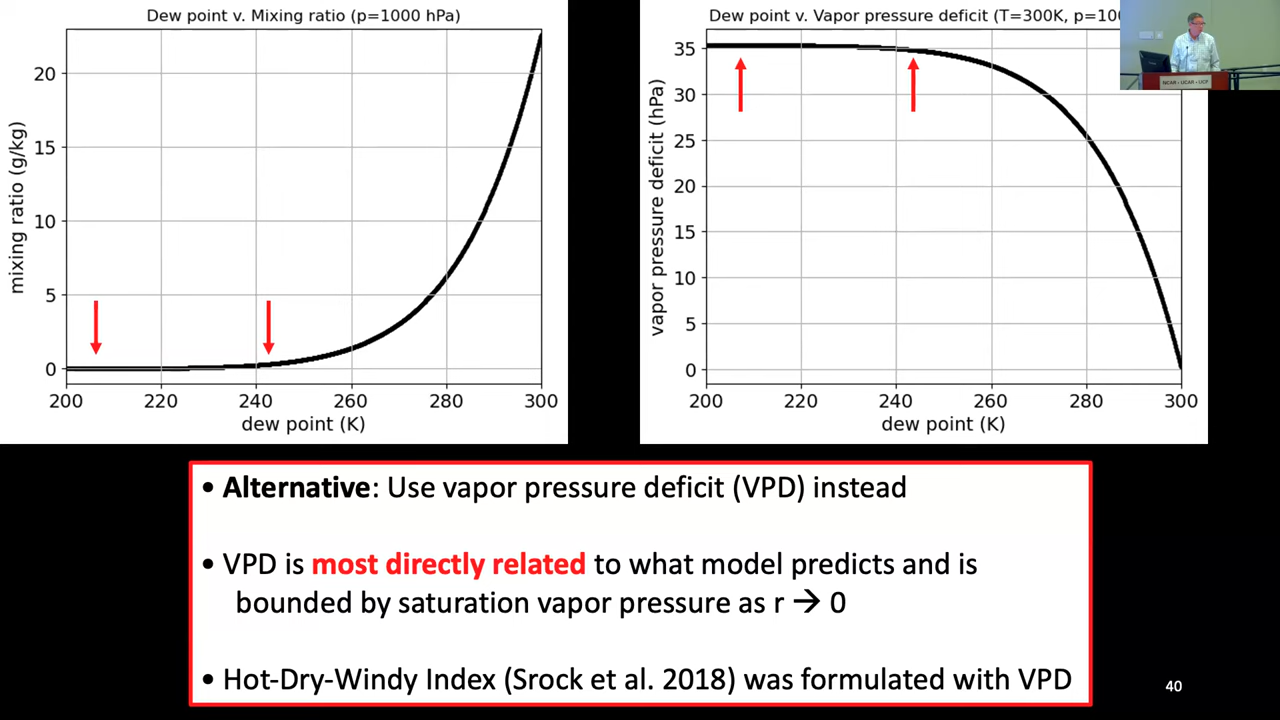 Dew point v. Mixing ratio (p=1000 hPa)
mixing ratio (g/kg)
20
15
10
5
0
200 220 240 260 280 300
dew point (K)
Dew point v. Vapor pressure deficit (T=300K, p=100
vapor pressure deficit (hPa)
35
30
25
20
15
10
5
0
200 220 240 260 280 300
dew point (K)
NCAR • UCAR • UCP
• Alternative: Use vapor pressure deficit (VPD) instead
• VPD is most directly related to what model predicts and is
bounded by saturation vapor pressure as r → 0
• Hot-Dry-Windy Index (Srock et al. 2018) was formulated with VPD
40